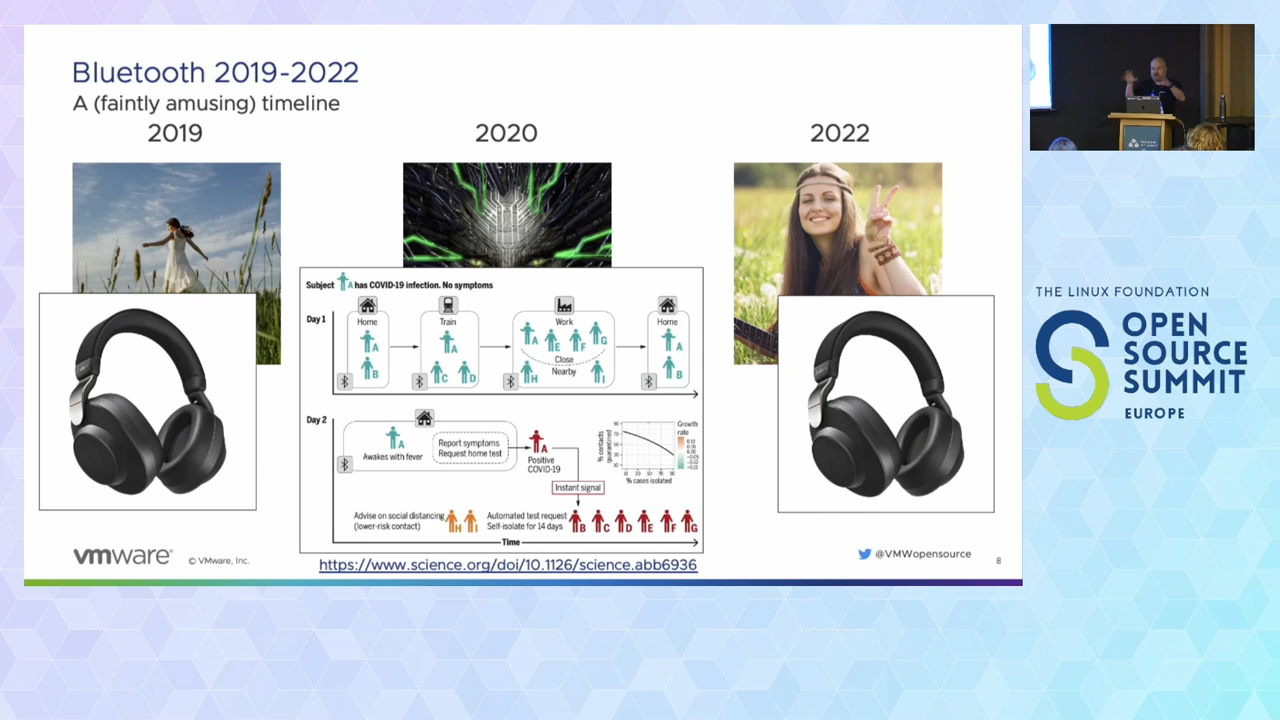 Bluetooth 2019-2022
A (faintly amusing) timeline
2019
2020
2022
Subject A has COVID-19 infection. No symptoms
Day 1
Home
Train
Work
Home
A
B
A
C D
A E F G
Close
Nearby
H I
A
B
Day 2
A
Awakes with fever
Report symptoms
Request home test
A
Positive
COVID-19
Instant signal
% contacts
quarantined
% cases isolated
Growth
rate
Advise on social distancing
(lower-risk contact)
H I
Automated test request
Self-isolate for 14 days
B C D E F G
Time
https://www.science.org/doi/10.1126/science.abb6936
vmware®
© VMware, Inc.
@VMWopensource
8
THE LINUX FOUNDATION
OPEN
SOURCE
SUMMIT
EUROPE